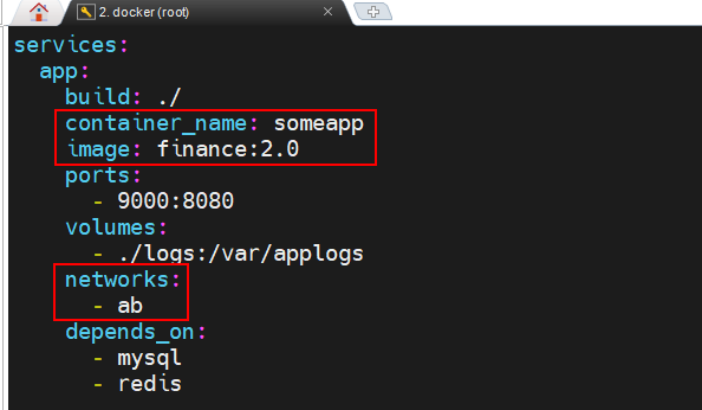 2. docker (root)
services:
  app:
    build: ./
    container_name: someapp
    image: finance:2.0
    ports:
      - 9000:8080
    volumes:
      - ./logs:/var/applogs
    networks:
      - ab
    depends_on:
      - mysql
      - redis